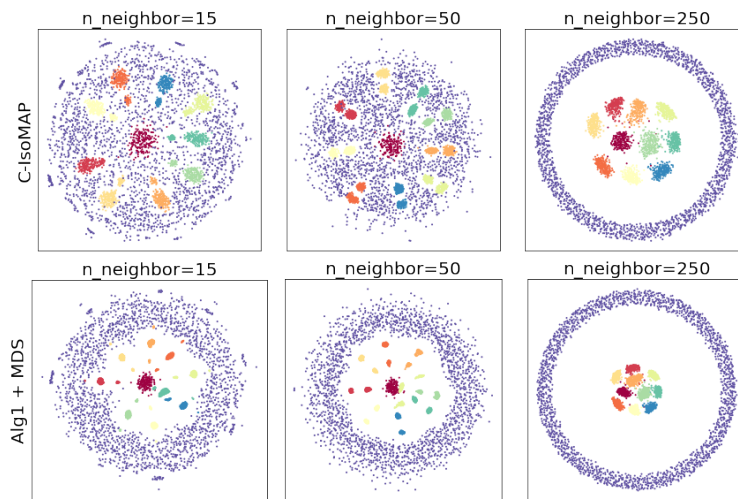 n_neighbor=15
n_neighbor=50
n_neighbor=250
C-IsoMAP
n_neighbor=15
n_neighbor=50
n_neighbor=250
Alg1 + MDS